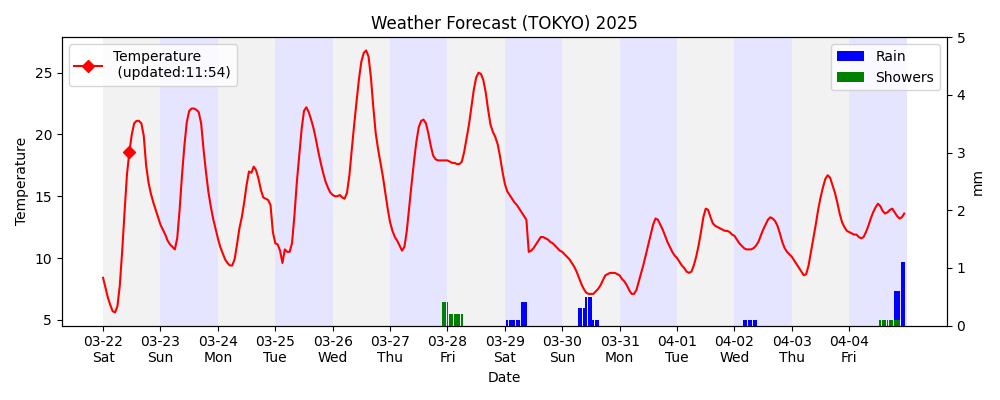 Weather Forecast (TOKYO) 2025
Temperature
(updated:11:54)
Rain
Showers
Temperature
25
20
15
10
5
5
4
3
2
1
0
mm
03-22 03-23 03-24 03-25 03-26 03-27 03-28 03-29 03-30 03-31 04-01 04-02 04-03 04-04
Sat Sun Mon Tue Wed Thu Fri Sat Sun Mon Tue Wed Thu Fri
Date